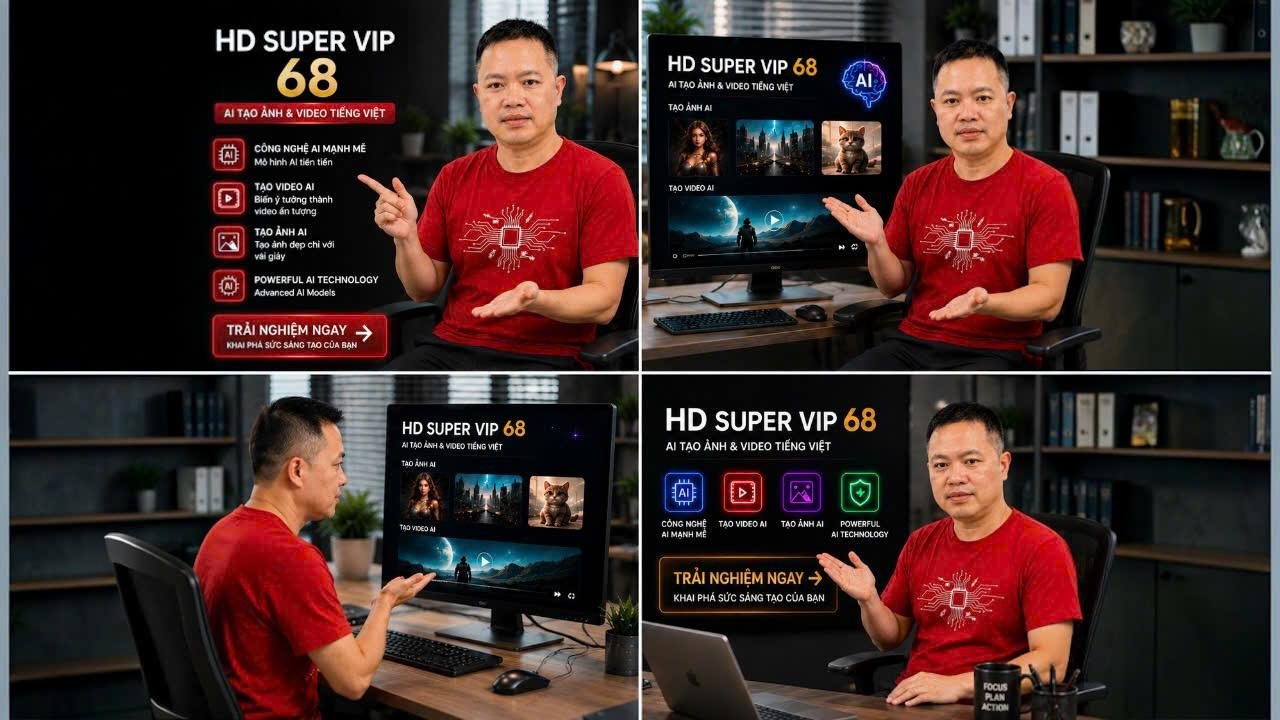 HD SUPER VIP
68
AI TẠO ẢNH & VIDEO TIẾNG VIỆT
AI
CÔNG NGHỆ AI MẠNH MẼ
Mô hình AI tiên tiến
TẠO VIDEO AI
Biến ý tưởng thành
video ấn tượng
TẠO ẢNH AI
Tạo ảnh đẹp chỉ với
vài giây
AI
POWERFUL AI TECHNOLOGY
Advanced AI Models
TRẢI NGHIỆM NGAY →
KHAI PHÁ SỨC SÁNG TẠO CỦA BẠN
HD SUPER VIP 68
AI TẠO ẢNH & VIDEO TIẾNG VIỆT
AI
TẠO ẢNH AI
TẠO VIDEO AI
HD SUPER VIP 68
AI TẠO ẢNH & VIDEO TIẾNG VIỆT
TẠO ẢNH AI
TẠO VIDEO AI
HD SUPER VIP 68
AI TẠO ẢNH & VIDEO TIẾNG VIỆT
AI
CÔNG NGHỆ
AI MẠNH MẼ
TẠO VIDEO AI
TẠO ẢNH AI
POWERFUL
AI TECHNOLOGY
TRẢI NGHIỆM NGAY →
KHAI PHÁ SỨC SÁNG TẠO CỦA BẠN
FOCUS
PLAN
ACTION